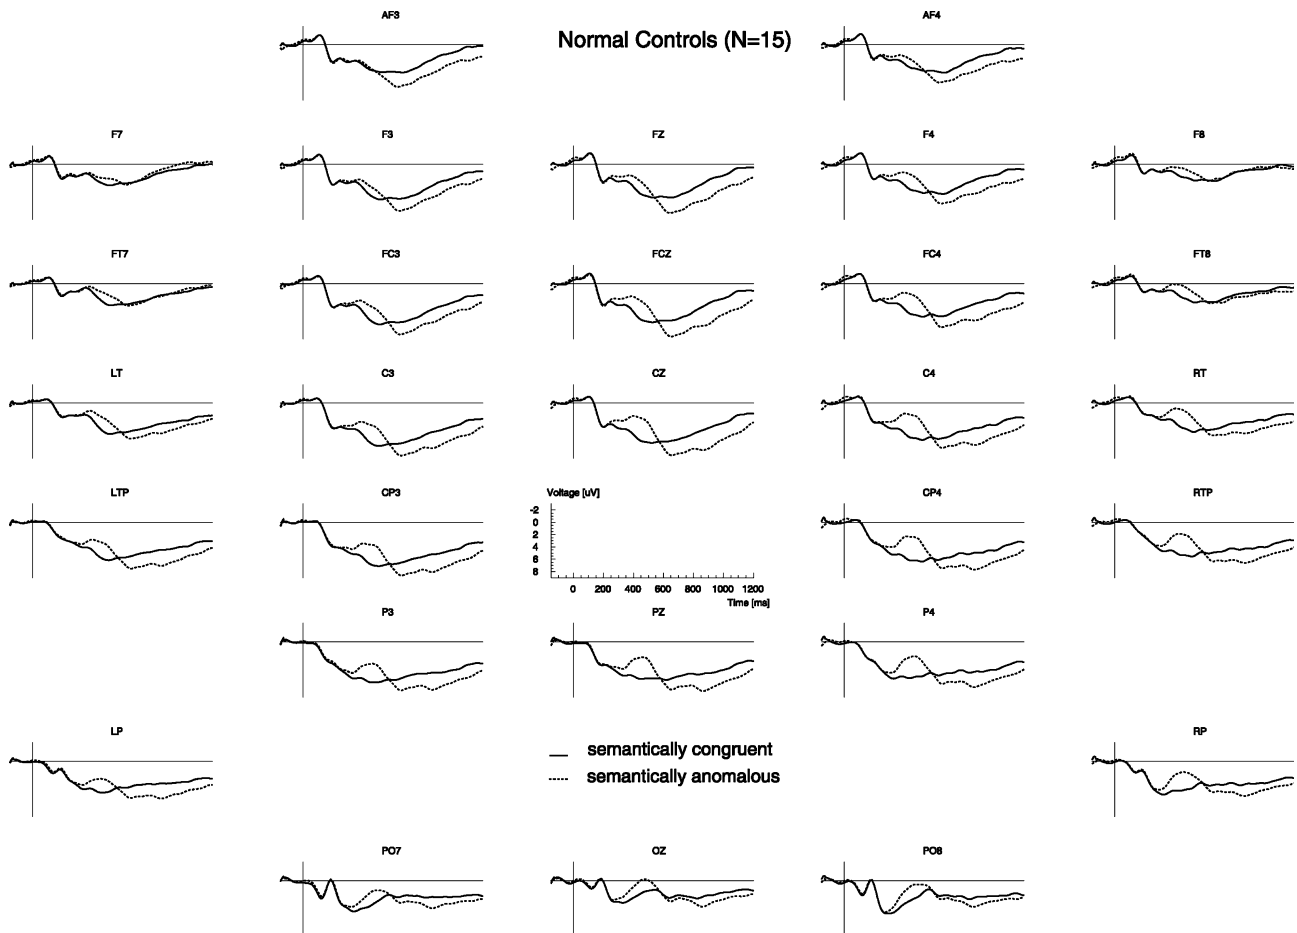 AF3
AF4
Normal Controls (N=15)
F7
F3
FZ
F4
F8
FT7
FC3
FCZ
FC4
FT8
LT
C3
CZ
C4
RT
LTP
CP3
Voltage [uV]
CP4
RTP
-2
0
2
4
6
8
0 200 400 600 800 1000 1200
Time [ms]
P3
PZ
P4
LP
RP
semantically congruent
semantically anomalous
PO7
OZ
PO8